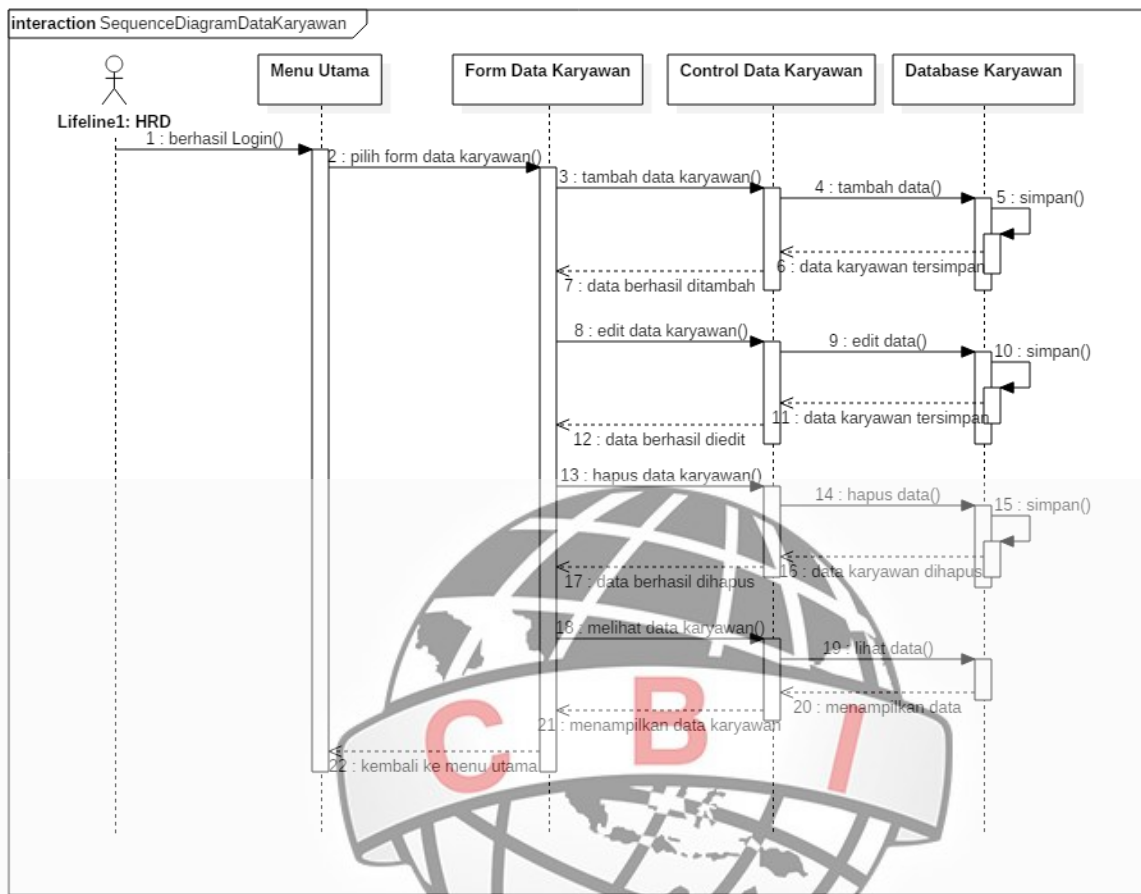 interaction SequenceDiagramDataKaryawan
Menu Utama
Form Data Karyawan
Control Data Karyawan
Database Karyawan
Lifeline1: HRD
1 : berhasil Login()
2 : pilih form data karyawan()
3 : tambah data karyawan()
4 : tambah data()
5 : simpan()
6 : data karyawan tersimpan
7 : data berhasil ditambah
8 : edit data karyawan()
9 : edit data()
10 : simpan()
11 : data karyawan tersimpan
12 : data berhasil diedit
13 : hapus data karyawan()
14 : hapus data()
15 : simpan()
16 : data karyawan dihapus
17 : data berhasil dihapus
18 : melihat data karyawan()
19 : lihat data()
20 : menampilkan data
21 : menampilkan data karyawan
22 : kembali ke menu utama
CBI